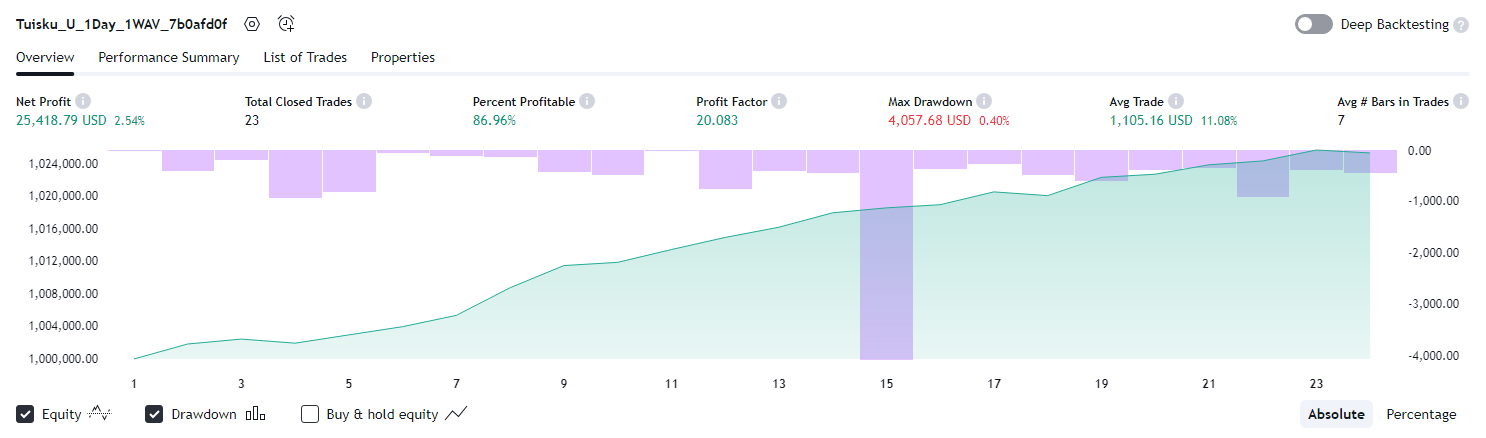 Tuisku_U_1Day_1WAV_7b0afd0f
Deep Backtesting ?
Overview Performance Summary List of Trades Properties
Net Profit Total Closed Trades Percent Profitable Profit Factor Max Drawdown Avg Trade Avg # Bars in Trades
25,418.79 USD 2.54% 23 86.96% 20.083 4,057.68 USD 0.40% 1,105.16 USD 11.08% 7
1,024,000.00 0.00
1,020,000.00 -1,000.00
1,016,000.00
1,012,000.00 -2,000.00
1,008,000.00 -3,000.00
1,004,000.00
1,000,000.00 -4,000.00
1 3 5 7 9 11 13 15 17 19 21 23
Equity Drawdown Buy & hold equity Absolute Percentage